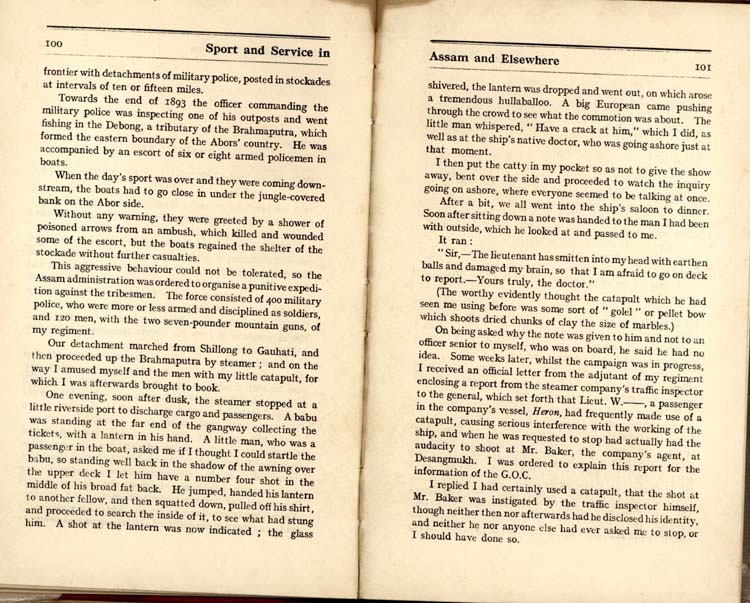 100
Sport and Service in
frontier with detachments of military police, posted in stockades
at intervals of ten or fifteen miles.
Towards the end of 1893 the officer commanding the
military police was inspecting one of his outposts and went
fishing in the Debong, a tributary of the Brahmaputra, which
formed the eastern boundary of the Abors' country. He was
accompanied by an escort of six or eight armed policemen in
boats.
When the day's sport was over and they were coming down-
stream, the boats had to go close in under the jungle-covered
bank on the Abor side.
Without any warning, they were greeted by a shower of
poisoned arrows from an ambush, which killed and wounded
some of the escort, but the boats regained the shelter of the
stockade without further casualties.
This aggressive behaviour could not be tolerated, so the
Assam administration was ordered to organise a punitive expedi-
tion against the tribesmen. The force consisted of 400 military
police, who were more or less armed and disciplined as soldiers,
and 120 men, with the two seven-pounder mountain guns, of
my regiment.
Our detachment marched from Shillong to Gauhati, and
then proceeded up the Brahmaputra by steamer ; and on the
way I amused myself and the men with my little catapult, for
which I was afterwards brought to book.
One evening, soon after dusk, the steamer stopped at a
little riverside port to discharge cargo and passengers. A babu
was standing at the far end of the gangway collecting the
tickets, with a lantern in his hand. A little man, who was a
passenger in the boat, asked me if I thought I could startle the
babu, so standing well back in the shadow of the awning over
the upper deck I let him have a number four shot in the
middle of his broad fat back. He jumped, handed his lantern
to another fellow, and then squatted down, pulled off his shirt,
and proceeded to search the inside of it, to see what had stung
him. A shot at the lantern was now indicated ; the glass
Assam and Elsewhere
101
shivered, the lantern was dropped and went out, on which arose
a tremendous hullaballoo. A big European came pushing
through the crowd to see what the commotion was about. The
little man whispered, " Have a crack at him," which I did, as
well as at the ship's native doctor, who was going ashore just at
that moment.
I then put the catty in my pocket so as not to give the show
away, bent over the side and proceeded to watch the inquiry
going on ashore, where everyone seemed to be talking at once.
After a bit, we all went into the ship's saloon to dinner.
Soon after sitting down a note was handed to the man I had been
with outside, which he looked at and passed to me.
It ran :
" Sir,—The lieutenant has smitten into my head with earthen
balls and damaged my brain, so that I am afraid to go on deck
to report.—Yours truly, the doctor."
(The worthy evidently thought the catapult which he had
seen me using before was some sort of " golel " or pellet bow
which shoots dried chunks of clay the size of marbles.)
On being asked why the note was given to him and not to an
officer senior to myself, who was on board, he said he had no
idea. Some weeks later, whilst the campaign was in progress,
I received an official letter from the adjutant of my regiment
enclosing a report from the steamer company's traffic inspector
to the general, which set forth that Lieut. W.——, a passenger
in the company's vessel, Heron, had frequently made use of a
catapult, causing serious interference with the working of the
ship, and when he was requested to stop had actually had the
audacity to shoot at Mr. Baker, the company's agent, at
Desangmukh. I was ordered to explain this report for the
information of the G.O.C.
I replied I had certainly used a catapult, that the shot at
Mr. Baker was instigated by the traffic inspector himself,
though neither then nor afterwards had he disclosed his identity,
and neither he nor anyone else had ever asked me to stop, or
I should have done so.